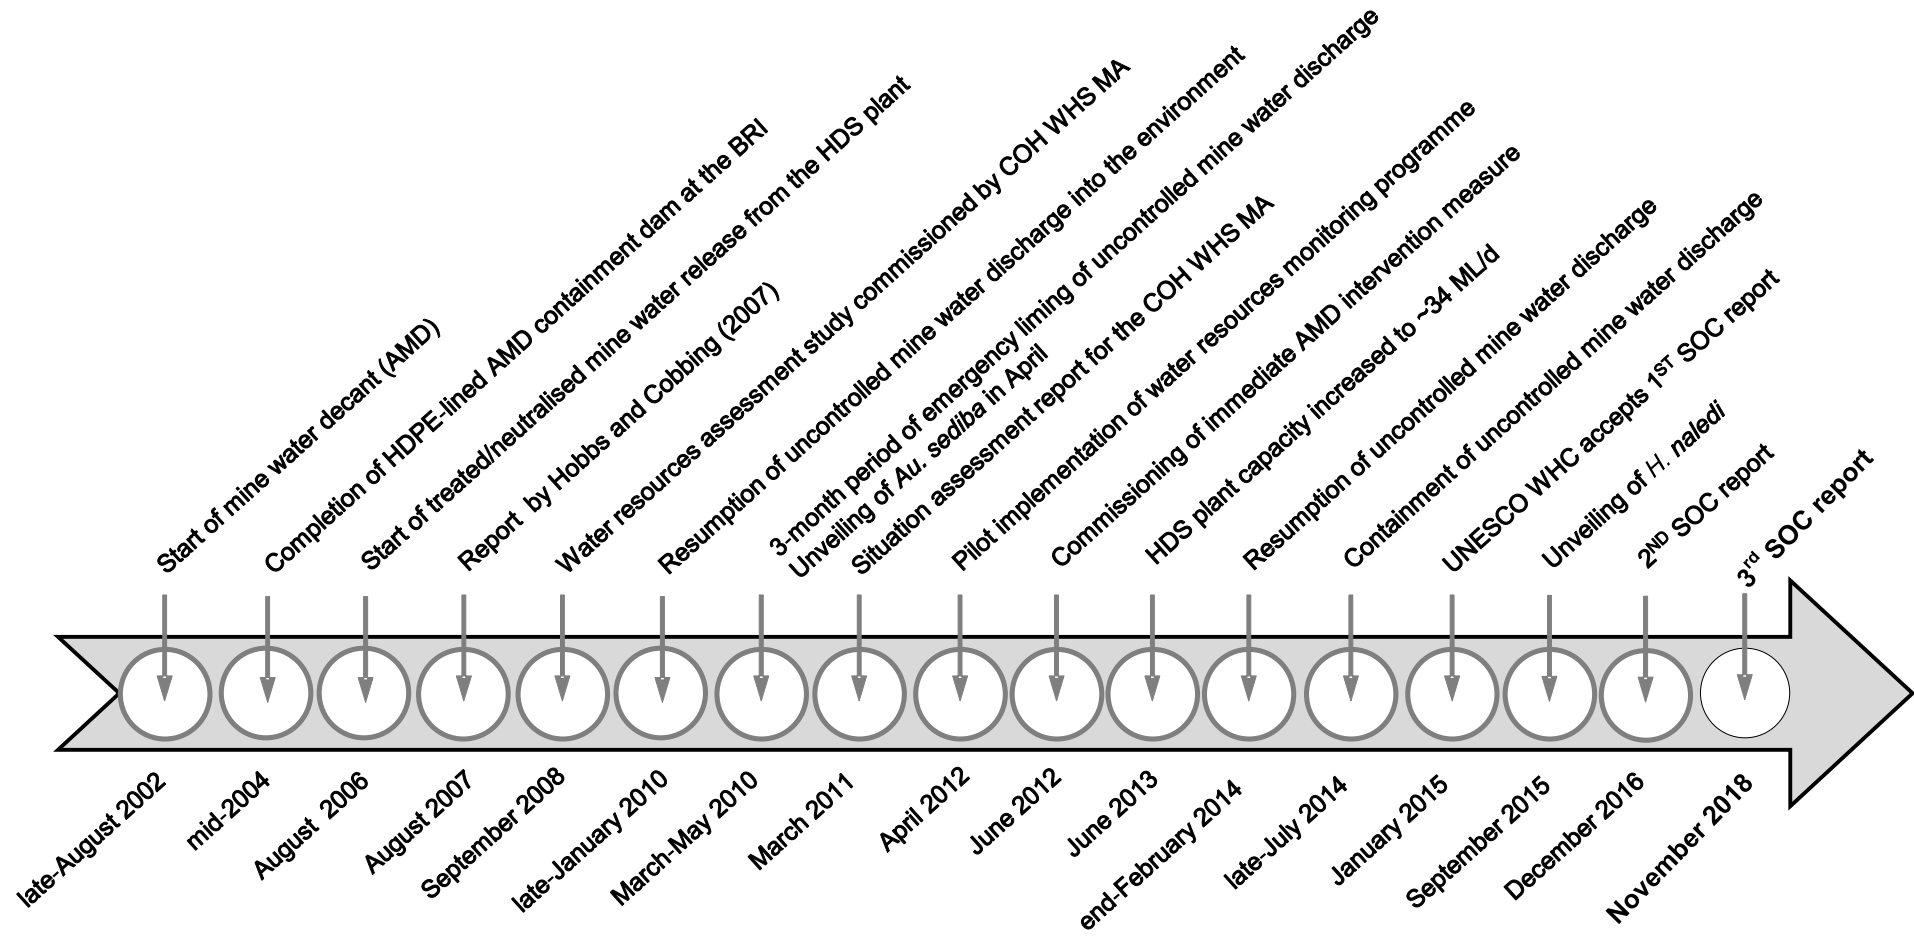 Start of mine water decant (AMD)
Completion of HDPE-lined AMD containment dam at the BRI
Start of treated/neutralised mine water release from the HDS plant
Report by Hobbs and Cobbing (2007)
Water resources assessment study commissioned by COH WHS MA
Resumption of uncontrolled mine water discharge into the environment
3-month period of emergency liming of uncontrolled mine water discharge
Unveiling of Au. sediba in April
Situation assessment report for the COH WHS MA
Pilot implementation of water resources monitoring programme
Commissioning of immediate AMD intervention measure
HDS plant capacity increased to ~34 ML/d
Resumption of uncontrolled mine water discharge
Containment of uncontrolled mine water discharge
UNESCO WHC accepts 1ST SOC report
Unveiling of H. naledi
2ND SOC report
3rd SOC report
late-August 2002
mid-2004
August 2006
August 2007
September 2008
late-January 2010
March-May 2010
March 2011
April 2012
June 2012
June 2013
end-February 2014
late-July 2014
January 2015
September 2015
December 2016
November 2018